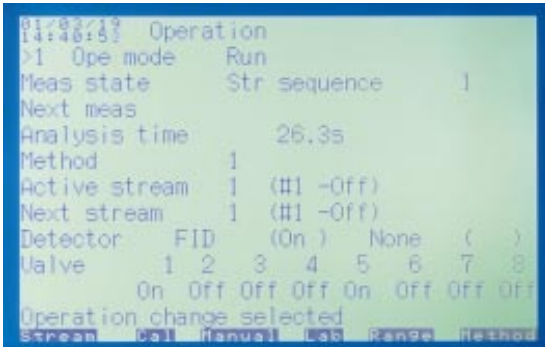 01/03/19 Operation
14:40:53
>1 Ope mode Run
Meas state Str sequence 1
Next meas
Analysis time 26.3s
Method 1
Active stream 1 (#1 -Off)
Next stream 1 (#1 -Off)
Detector FID (On ) None ( )
Valve 1 2 3 4 5 6 7 8
On Off Off Off On Off Off Off
Operation change selected
Stream Cal Manual Lab Range Method